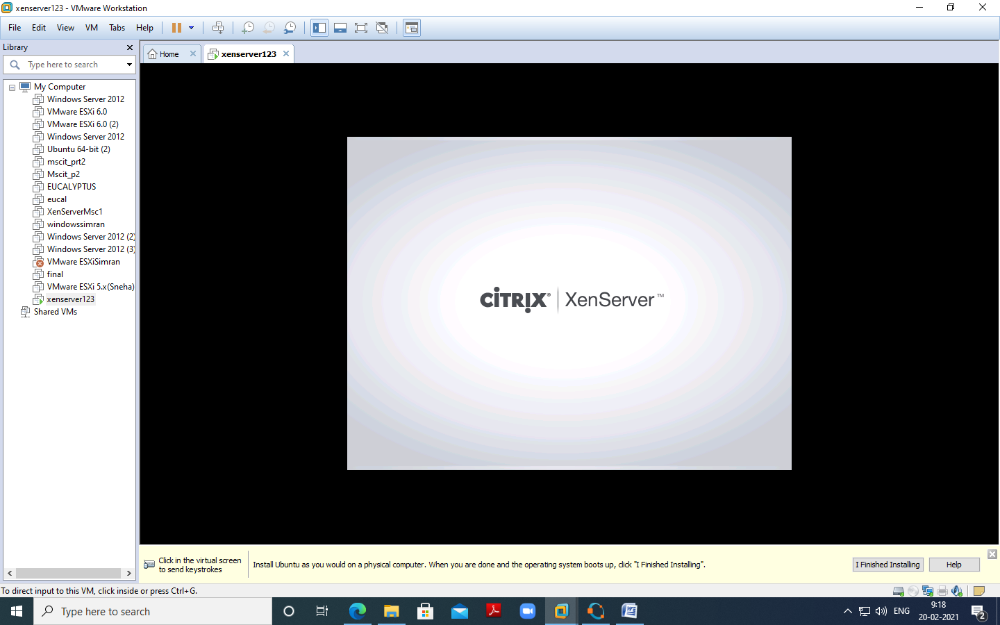 xenserver123 - VMware Workstation
File Edit View VM Tabs Help
Library
Type here to search
Home
xenserver123
My Computer
Windows Server 2012
VMware ESXi 6.0
VMware ESXi 6.0 (2)
Windows Server 2012
Ubuntu 64-bit (2)
mscit_prt2
Mscit_p2
EUCALYPTUS
eucal
XenServerMsc1
windowssimran
Windows Server 2012 (2)
Windows Server 2012 (3)
VMware ESXiSimran
final
VMware ESXi 5.x(Sneha)
xenserver123
Shared VMs
CITRIX® XenServer™
Click in the virtual screen
to send keystrokes
Install Ubuntu as you would on a physical computer. When you are done and the operating system boots up, click "I Finished Installing".
I Finished Installing
Help
To direct input to this VM, click inside or press Ctrl+G.
Type here to search
ENG
9:18
20-02-2021
2